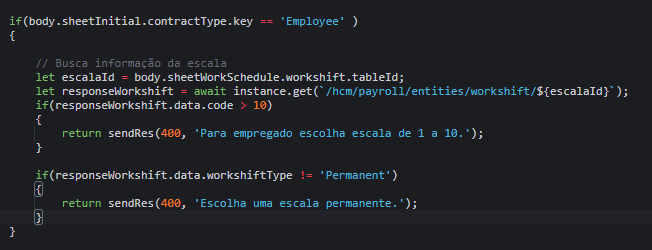 if(body.sheetInitial.contractType.key == 'Employee' )
{
// Busca informação da escala
let escalaId = body.sheetWorkSchedule.workshift.tableId;
let responseWorkshift = await instance.get(`/hcm/payroll/entities/workshift/${escalaId}`);
if(responseWorkshift.data.code > 10)
{
return sendRes(400, 'Para empregado escolha escala de 1 a 10.');
}
if(responseWorkshift.data.workshiftType != 'Permanent')
{
return sendRes(400, 'Escolha uma escala permanente.');
}
}